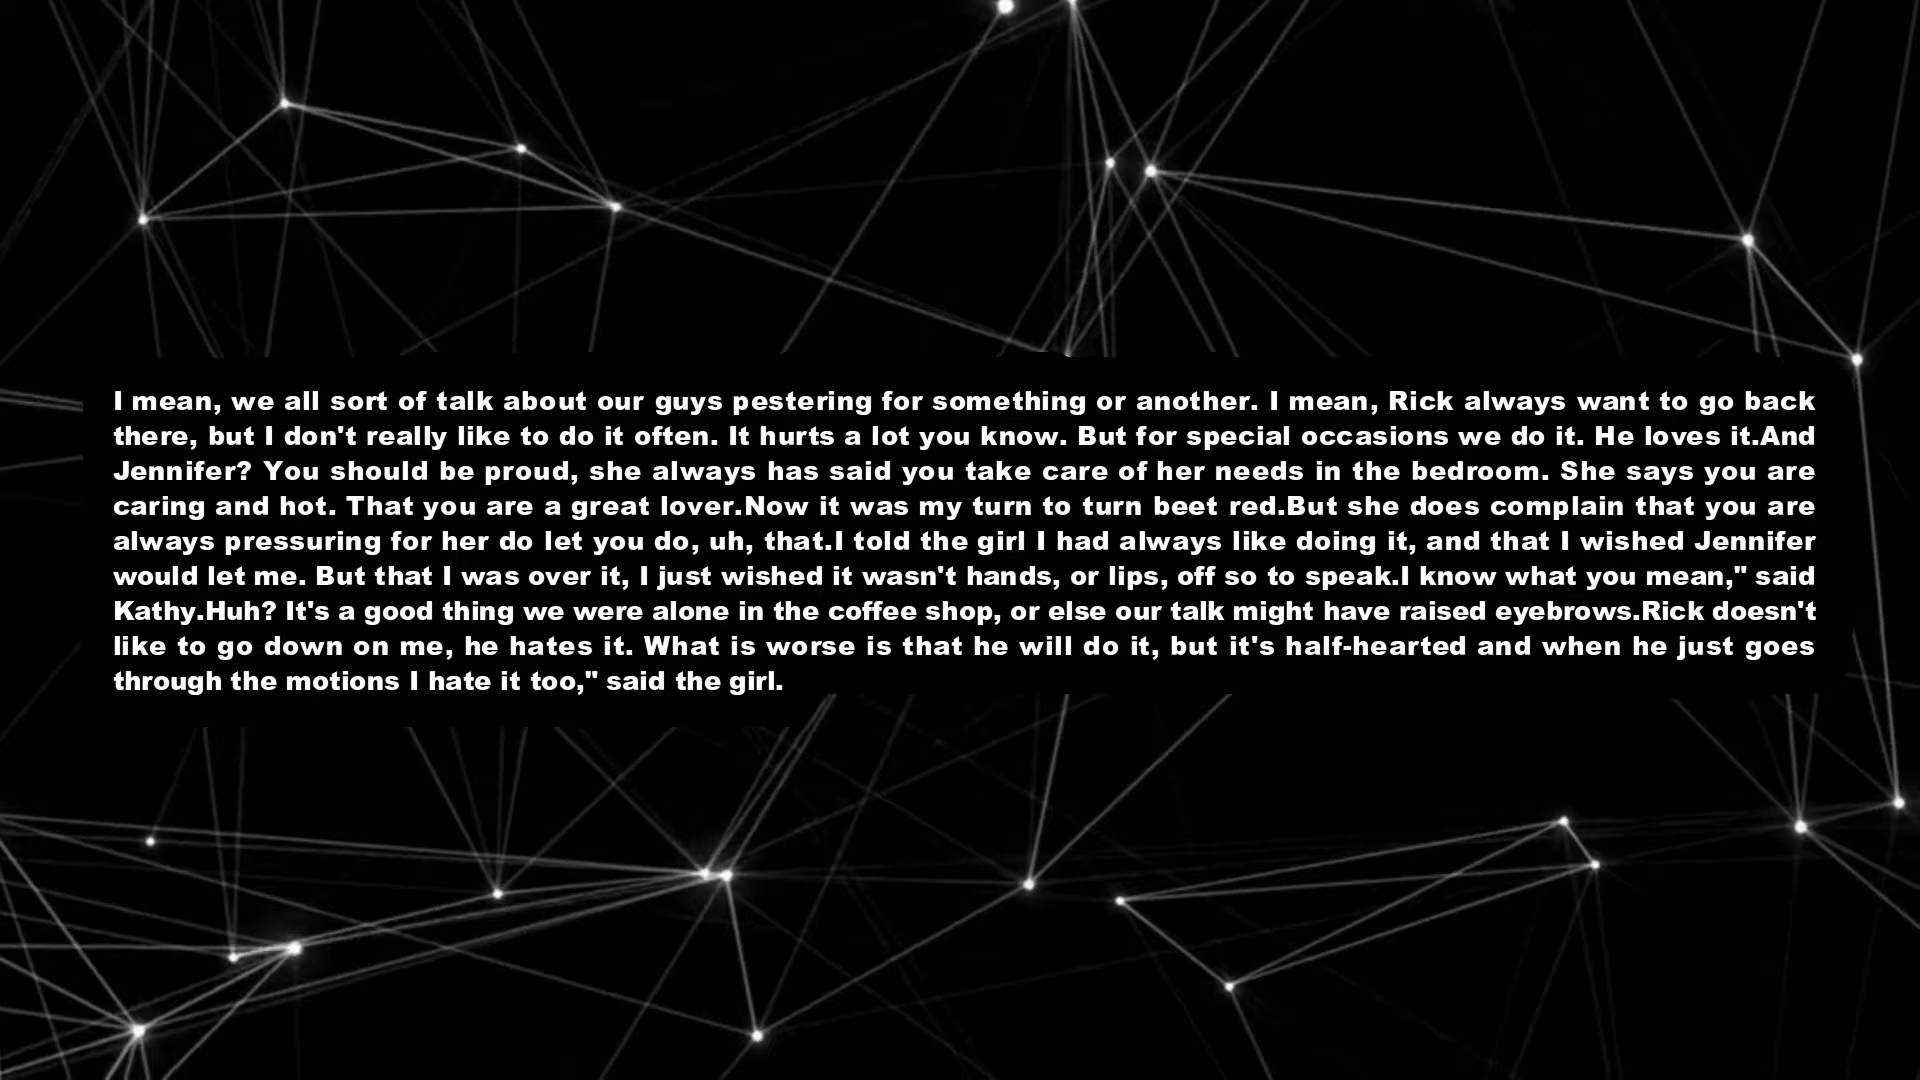 I mean, we all sort of talk about our guys pestering for something or another. I mean, Rick always want to go back
there, but I don't really like to do it often. It hurts a lot you know. But for special occasions we do it. He loves it.And
Jennifer? You should be proud, she always has said you take care of her needs in the bedroom. She says you are
caring and hot. That you are a great lover.Now it was my turn to turn beet red.But she does complain that you are
always pressuring for her do let you do, uh, that.I told the girl I had always like doing it, and that I wished Jennifer
would let me. But that I was over it, I just wished it wasn't hands, or lips, off so to speak.I know what you mean," said
Kathy.Huh? It's a good thing we were alone in the coffee shop, or else our talk might have raised eyebrows.Rick doesn't
like to go down on me, he hates it. What is worse is that he will do it, but it's half-hearted and when he just goes
through the motions I hate it too," said the girl.